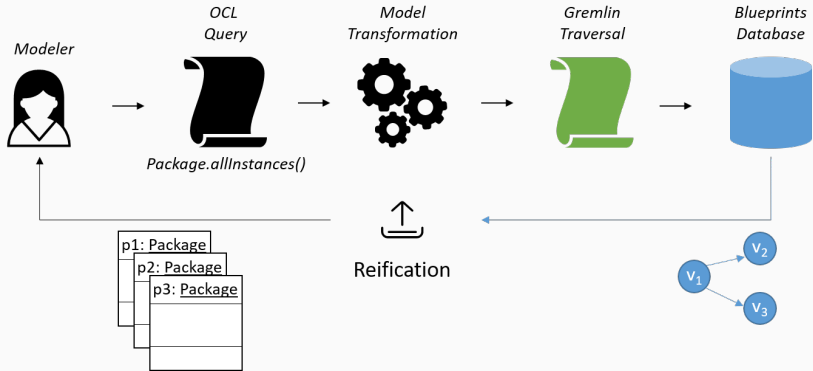 Modeler
OCL
Query
Model
Transformation
Gremlin
Traversal
Blueprints
Database
Package.allInstances()
Reification
p1: Package
p2: Package
p3: Package
V1
V2
V3